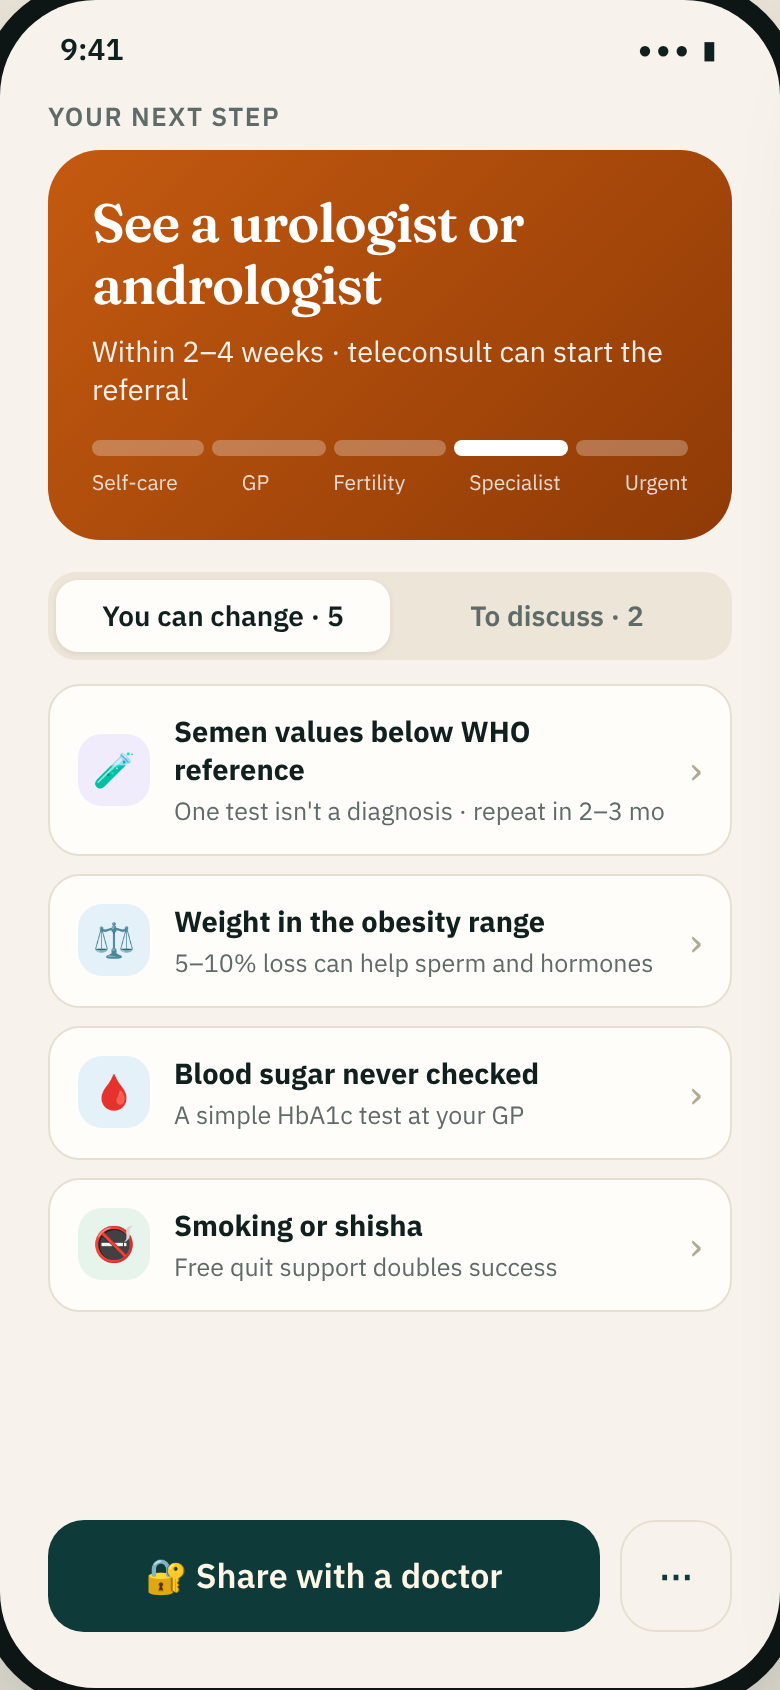 9:41
YOUR NEXT STEP
See a urologist or
andrologist
Within 2–4 weeks · teleconsult can start the
referral
Self-care GP Fertility Specialist Urgent
You can change · 5 To discuss · 2
Semen values below WHO
reference
One test isn't a diagnosis · repeat in 2–3 mo
Weight in the obesity range
5–10% loss can help sperm and hormones
Blood sugar never checked
A simple HbA1c test at your GP
Smoking or shisha
Free quit support doubles success
🔐 Share with a doctor ⋯